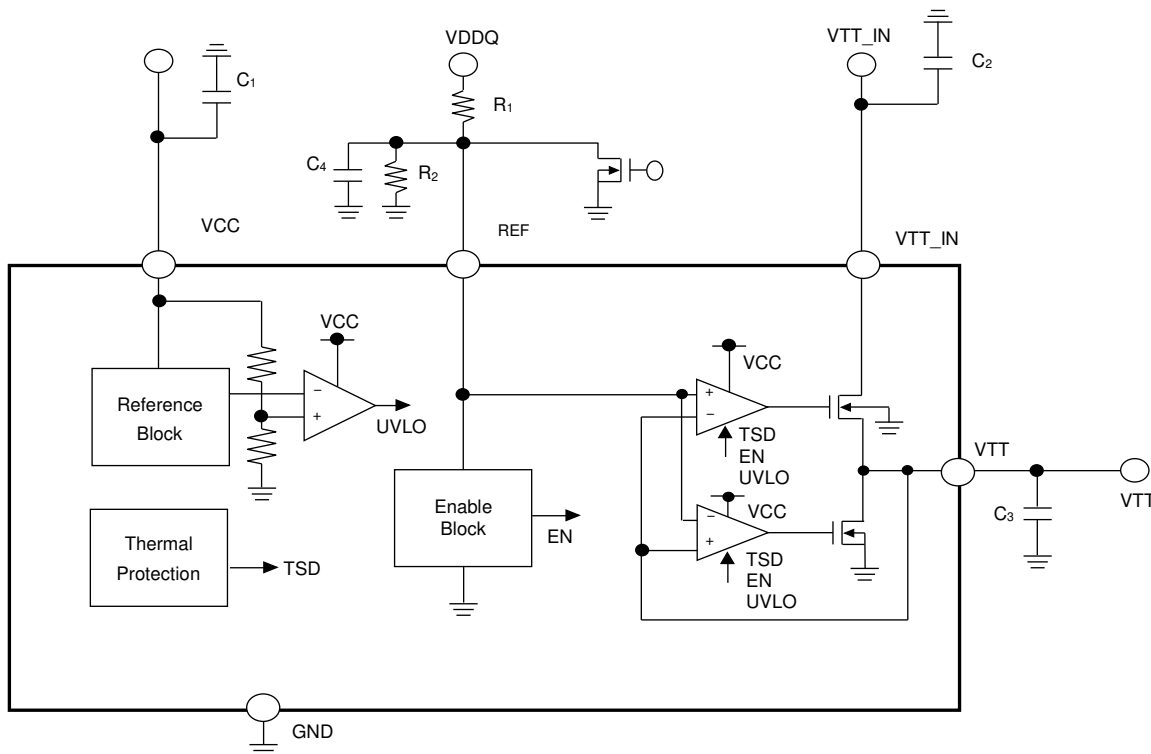 VDDQ
VTT_IN
C₁
C₂
R₁
C₄
R₂
VCC
REF
VTT_IN
VCC
−
+
UVLO
Reference
Block
VCC
+
−
TSD
EN
UVLO
VTT
VTT
C₃
Enable
Block
EN
VCC
−
+
TSD
EN
UVLO
Thermal
Protection
TSD
GND